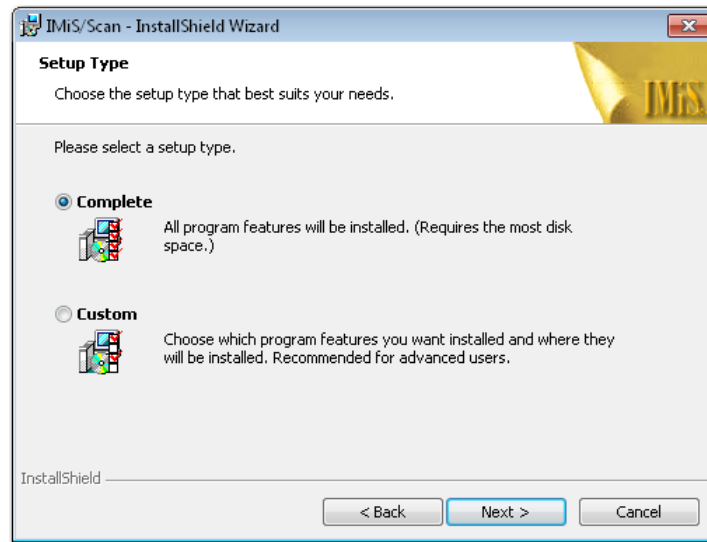 IMiS/Scan - InstallShield Wizard
Setup Type
Choose the setup type that best suits your needs.
IMiS
Please select a setup type.
Complete
All program features will be installed. (Requires the most disk
space.)
Custom
Choose which program features you want installed and where they
will be installed. Recommended for advanced users.
InstallShield
< Back
Next >
Cancel